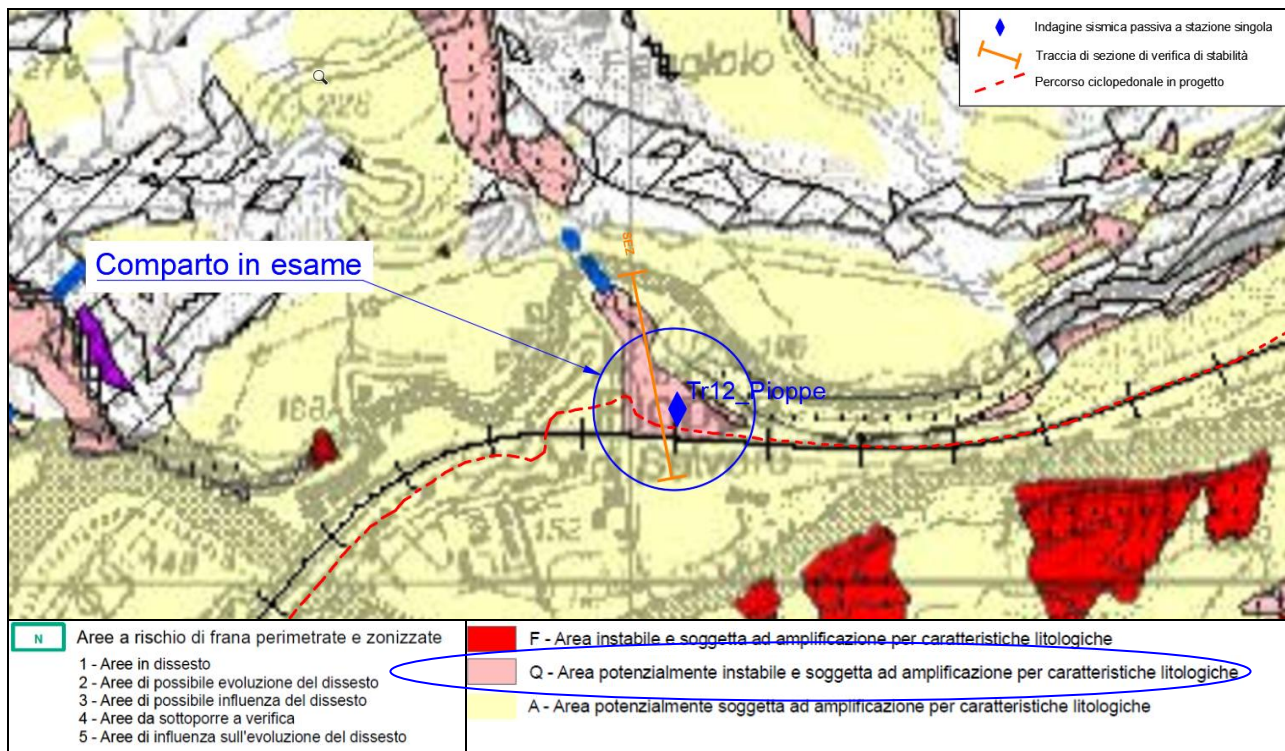 Indagine sismica passiva a stazione singola
Traccia di sezione di verifica di stabilità
Percorso ciclopedonale in progetto
226
SEZ
Comparto in esame
Tr12_Pioppe
Q
152
N Aree a rischio di frana perimetrate e zonizzate
1 - Aree in dissesto
2 - Aree di possibile evoluzione del dissesto
3 - Aree di possibile influenza del dissesto
4 - Aree da sottoporre a verifica
5 - Aree di influenza sull'evoluzione del dissesto
F - Area instabile e soggetta ad amplificazione per caratteristiche litologiche
Q - Area potenzialmente instabile e soggetta ad amplificazione per caratteristiche litologiche
A - Area potenzialmente soggetta ad amplificazione per caratteristiche litologiche